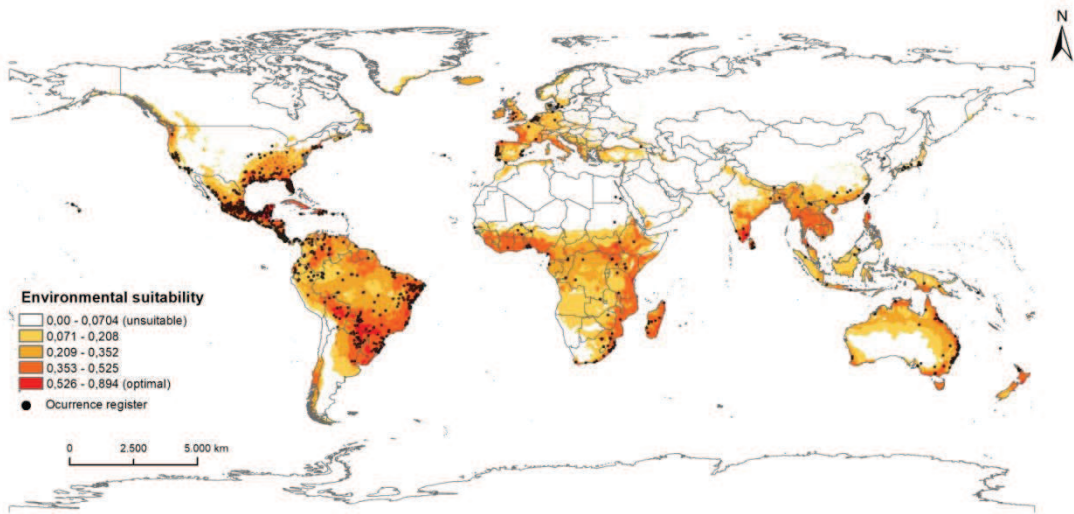 N
Environmental suitability
0,00 - 0,0704 (unsuitable)
0,071 - 0,208
0,209 - 0,352
0,353 - 0,525
0,526 - 0,894 (optimal)
Ocurrence register
0 2.500 5.000 km